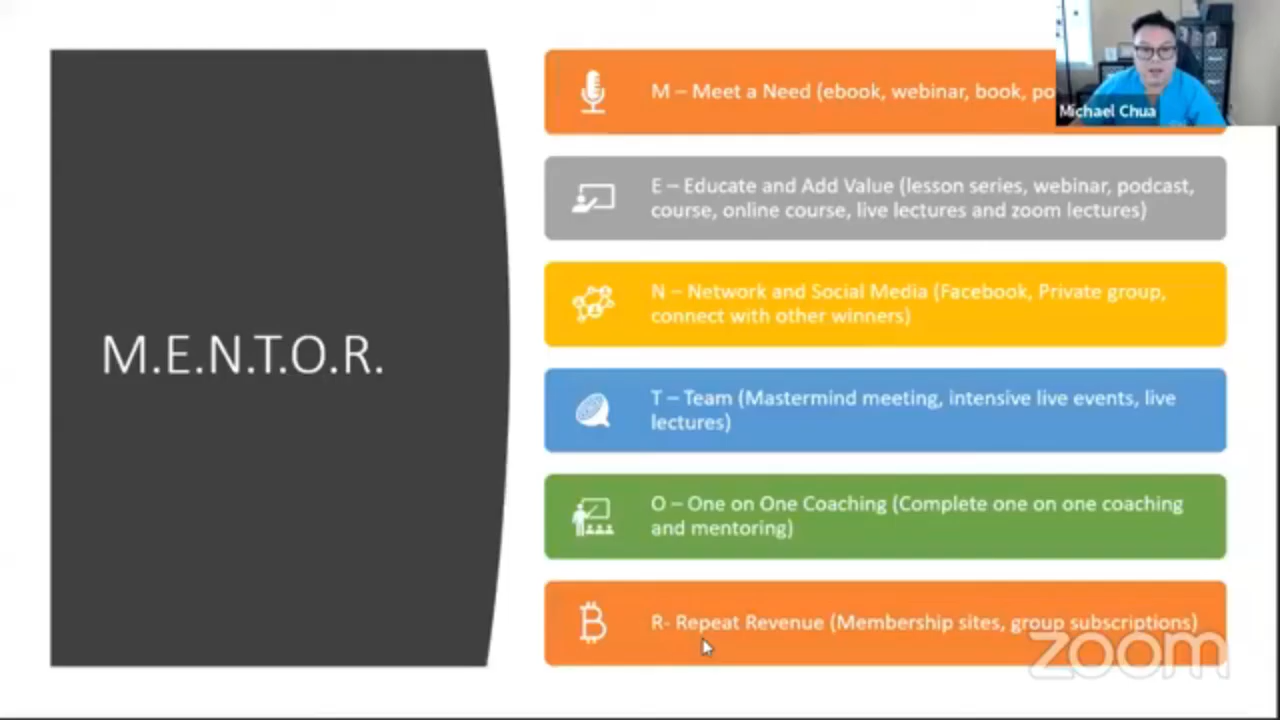 M.E.N.T.O.R.
M – Meet a Need (ebook, webinar, book,
Michael Chua
E – Educate and Add Value (lesson series, webinar, podcast,
course, online course, live lectures and zoom lectures)
N – Network and Social Media (Facebook, Private group,
connect with other winners)
T – Team (Mastermind meeting, intensive live events, live
lectures)
O – One on One Coaching (Complete one on one coaching
and mentoring)
R- Repeat Revenue (Membership sites, group subscriptions)
zoom